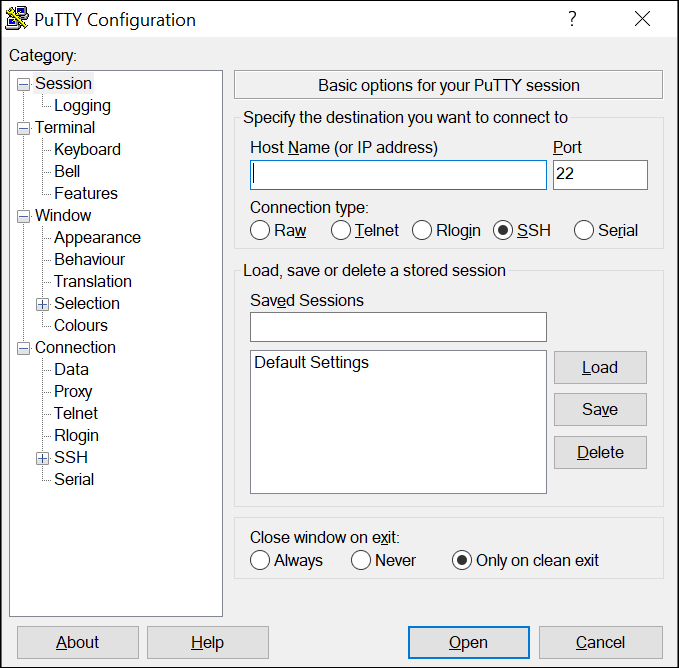 PuTTY Configuration
?
Category:
Session
Logging
Terminal
Keyboard
Bell
Features
Window
Appearance
Behaviour
Translation
Selection
Colours
Connection
Data
Proxy
Telnet
Rlogin
SSH
Serial
Basic options for your PuTTY session
Specify the destination you want to connect to
Host Name (or IP address) Port
22
Connection type:
Raw Telnet Rlogin SSH Serial
Load, save or delete a stored session
Saved Sessions
Default Settings
Load
Save
Delete
Close window on exit:
Always Never Only on clean exit
About Help Open Cancel